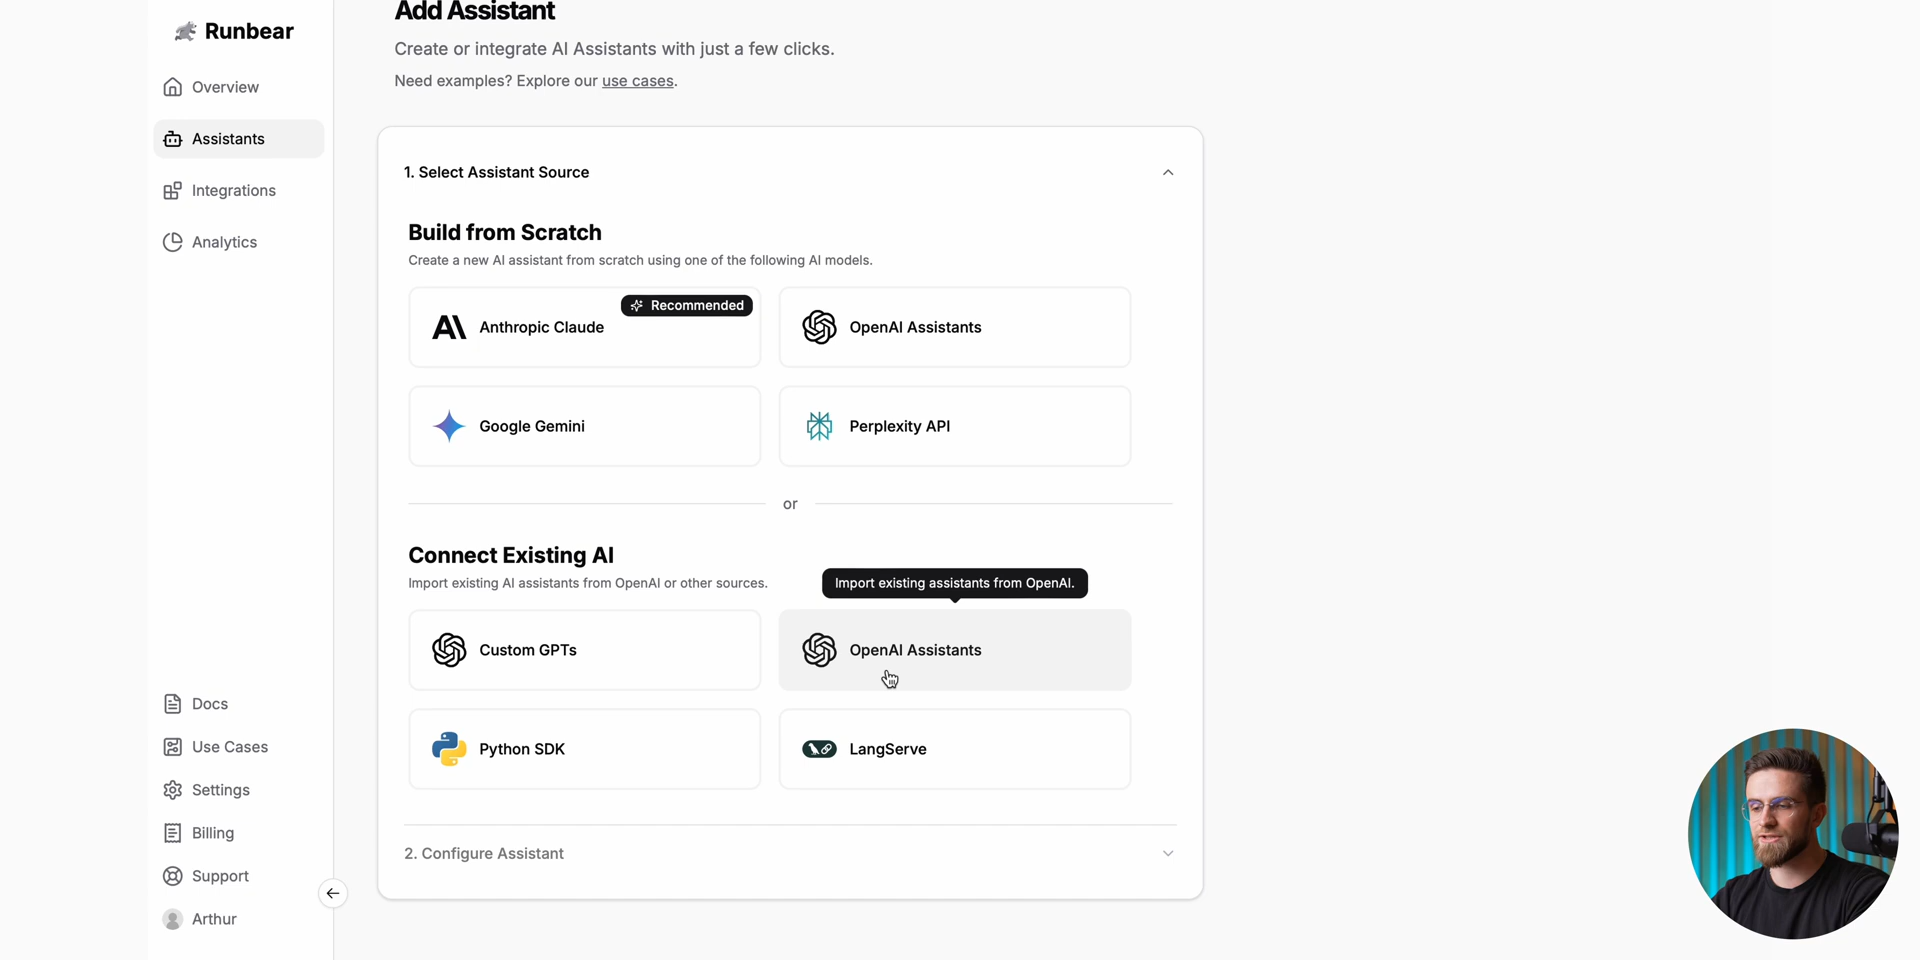 Runbear
Overview
Assistants
Integrations
Analytics
Docs
Use Cases
Settings
Billing
Support
Arthur
Add Assistant
Create or integrate AI Assistants with just a few clicks.
Need examples? Explore our use cases.
1. Select Assistant Source
Build from Scratch
Create a new AI assistant from scratch using one of the following AI models.
Recommended
Anthropic Claude
OpenAI Assistants
Google Gemini
Perplexity API
or
Connect Existing AI
Import existing AI assistants from OpenAI or other sources.
Import existing assistants from OpenAI.
Custom GPTs
OpenAI Assistants
Python SDK
LangServe
2. Configure Assistant